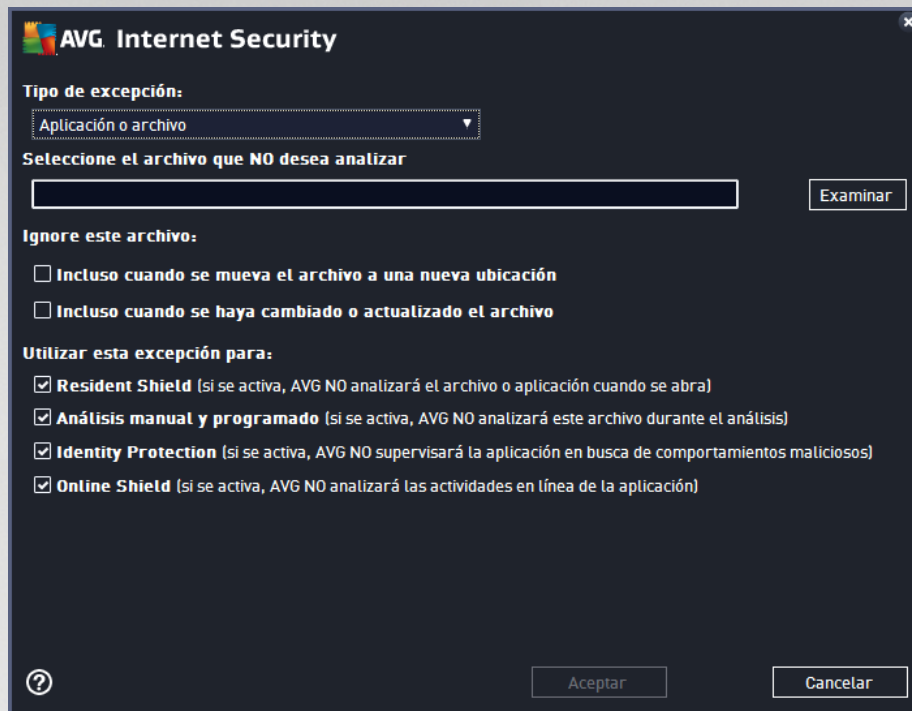 AVG. Internet Security
Tipo de excepción:
Aplicación o archivo
Seleccione el archivo que NO desea analizar
Examinar
Ignore este archivo:
Incluso cuando se mueva el archivo a una nueva ubicación
Incluso cuando se haya cambiado o actualizado el archivo
Utilizar esta excepción para:
Resident Shield (si se activa, AVG NO analizará el archivo o aplicación cuando se abra)
Análisis manual y programado (si se activa, AVG NO analizará este archivo durante el análisis)
Identity Protection (si se activa, AVG NO supervisará la aplicación en busca de comportamientos maliciosos)
Online Shield (si se activa, AVG NO analizará las actividades en línea de la aplicación)
?
Aceptar
Cancelar